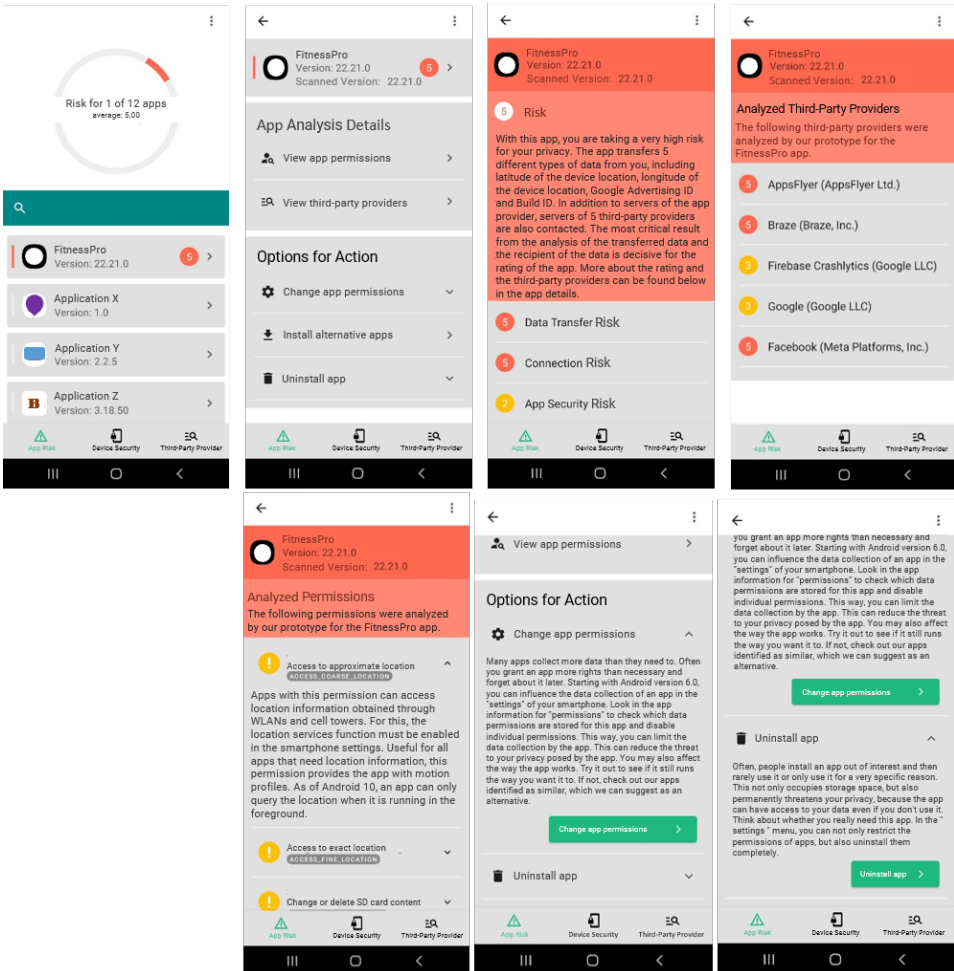 Risk for 1 of 12 apps
average: 5.00
FitnessPro
Version: 22.21.0
5
Application X
Version: 1.0
Application Y
Version: 2.2.5
B
Application Z
Version: 3.18.50
App Risk
Device Security
Third-Party Provider
FitnessPro
Version: 22.21.0
Scanned Version: 22.21.0
5
App Analysis Details
View app permissions
View third-party providers
Options for Action
Change app permissions
Install alternative apps
Uninstall app
App Risk
Device Security
Third-Party Provider
FitnessPro
Version: 22.21.0
Scanned Version: 22.21.0
5 Risk
With this app, you are taking a very high risk
for your privacy. The app transfers 5
different types of data from you, including
latitude of the device location, longitude of
the device location, Google Advertising ID
and Build ID. In addition to servers of the app
provider, servers of 5 third-party providers
are also contacted. The most critical result
from the analysis of the transferred data and
the recipient of the data is decisive for the
rating of the app. More about the rating and
the third-party providers can be found below
in the app details.
5 Data Transfer Risk
5 Connection Risk
2 App Security Risk
App Risk
Device Security
Third-Party Provider
FitnessPro
Version: 22.21.0
Scanned Version: 22.21.0
Analyzed Third-Party Providers
The following third-party providers were
analyzed by our prototype for the
FitnessPro app.
5 AppsFlyer (AppsFlyer Ltd.)
5 Braze (Braze, Inc.)
3 Firebase Crashlytics (Google LLC)
3 Google (Google LLC)
5 Facebook (Meta Platforms, Inc.)
App Risk
Device Security
Third-Party Provider
FitnessPro
Version: 22.21.0
Scanned Version: 22.21.0
Analyzed Permissions
The following permissions were analyzed
by our prototype for the FitnessPro app.
Access to approximate location
ACCESS_COARSE_LOCATION
Apps with this permission can access
location information obtained through
WLANs and cell towers. For this, the
location services function must be enabled
in the smartphone settings. Useful for all
apps that need location information, this
permission provides the app with motion
profiles. As of Android 10, an app can only
query the location when it is running in the
foreground.
Access to exact location
ACCESS_FINE_LOCATION
Change or delete SD card content
App Risk
Device Security
Third-Party Provider
View app permissions
Options for Action
Change app permissions
Many apps collect more data than they need to. Often
you grant an app more rights than necessary and
forget about it later. Starting with Android version 6.0,
you can influence the data collection of an app in the
"settings" of your smartphone. Look in the app
information for "permissions" to check which data
permissions are stored for this app and disable
individual permissions. This way, you can limit the
data collection by the app. This can reduce the threat
to your privacy posed by the app. You may also affect
the way the app works. Try it out to see if it still runs
the way you want it to. If not, check out our apps
identified as similar, which we can suggest as an
alternative.
Change app permissions
Uninstall app
App Risk
Device Security
Third-Party Provider
you grant an app more rights than necessary and
forget about it later. Starting with Android version 6.0,
you can influence the data collection of an app in the
"settings" of your smartphone. Look in the app
information for "permissions" to check which data
permissions are stored for this app and disable
individual permissions. This way, you can limit the
data collection by the app. This can reduce the threat
to your privacy posed by the app. You may also affect
the way the app works. Try it out to see if it still runs
the way you want it to. If not, check out our apps
identified as similar, which we can suggest as an
alternative.
Change app permissions
Uninstall app
Often, people install an app out of interest and then
rarely use it or only use it for a very specific reason.
This not only occupies storage space, but also
permanently threatens your privacy, because the app
can have access to your data even if you don't use it.
Think about whether you really need this app. In the "
settings " menu, you can not only restrict the
permissions of apps, but also uninstall them
completely.
Uninstall app
App Risk
Device Security
Third-Party Provider